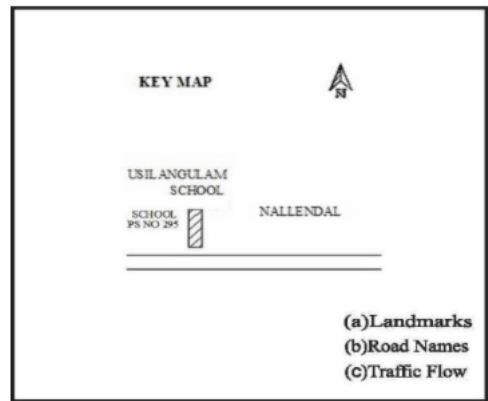 KEY MAP
N
USILANGULAM
SCHOOL
SCHOOL
PS NO 295
NALLENDAL
(a)Landmarks
(b)Road Names
(c)Traffic Flow